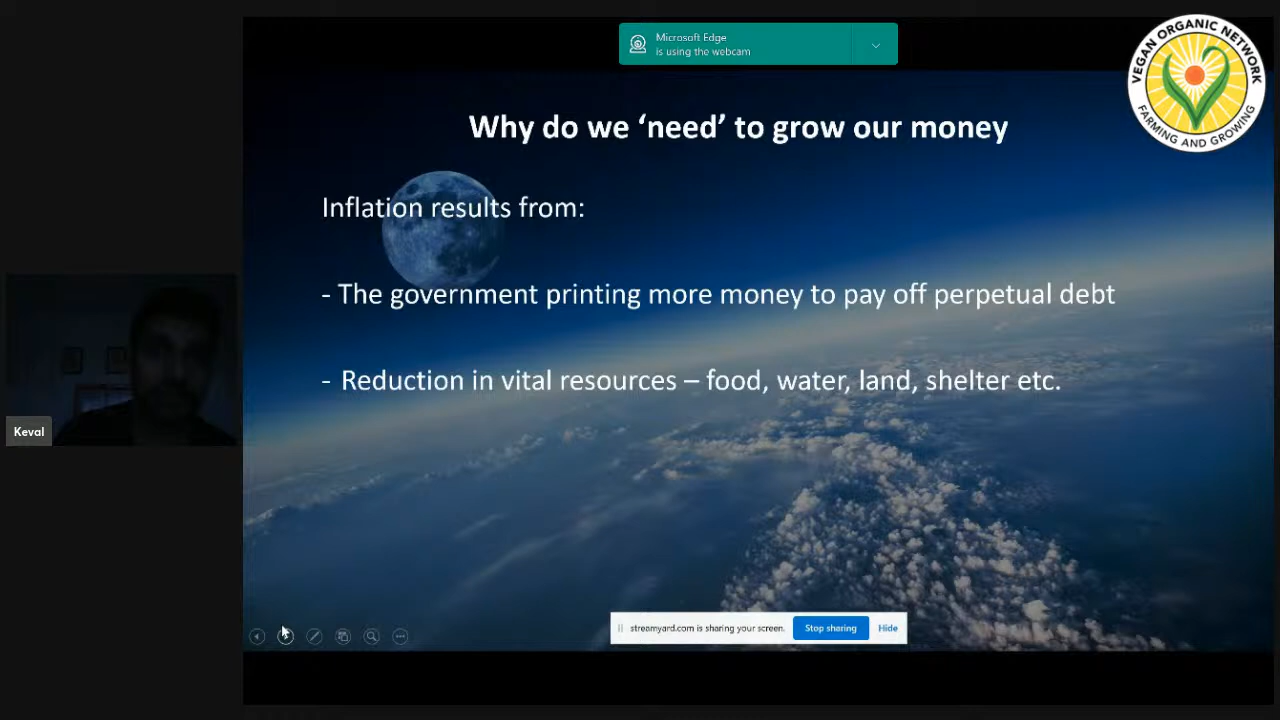 Microsoft Edge
is using the webcam
VEGAN ORGANIC NETWORK
FARMING AND GROWING
Why do we ‘need’ to grow our money
Inflation results from:
- The government printing more money to pay off perpetual debt
- Reduction in vital resources – food, water, land, shelter etc.
Keval
streamyard.com is sharing your screen. Stop sharing Hide